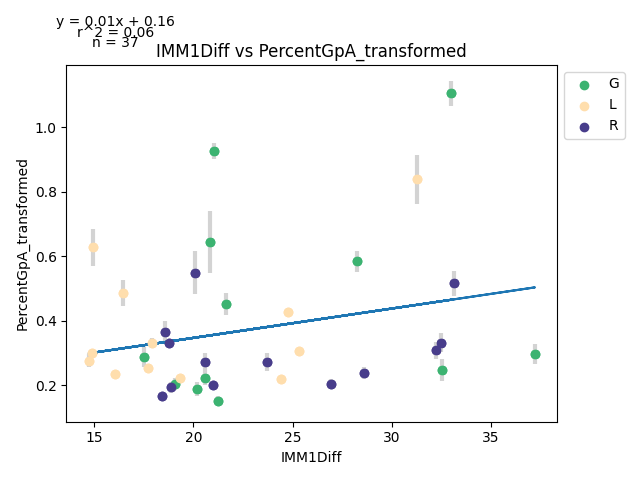 y = 0.01x + 0.16
r^2 = 0.06
n = 37
IMM1Diff vs PercentGpA_transformed
G
L
R
PercentGpA_transformed
1.0
0.8
0.6
0.4
0.2
15 20 25 30 35
IMM1Diff